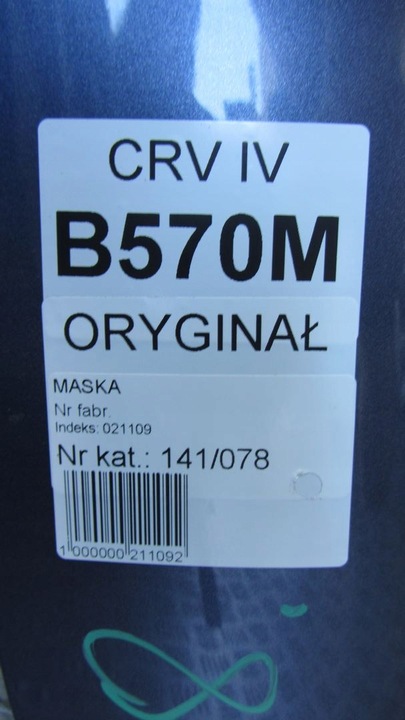 CRV IV
B570M
ORYGINAŁ
MASKA
Nr fabr.
Indeks: 021109
Nr kat.: 141/078
1 000000 211092